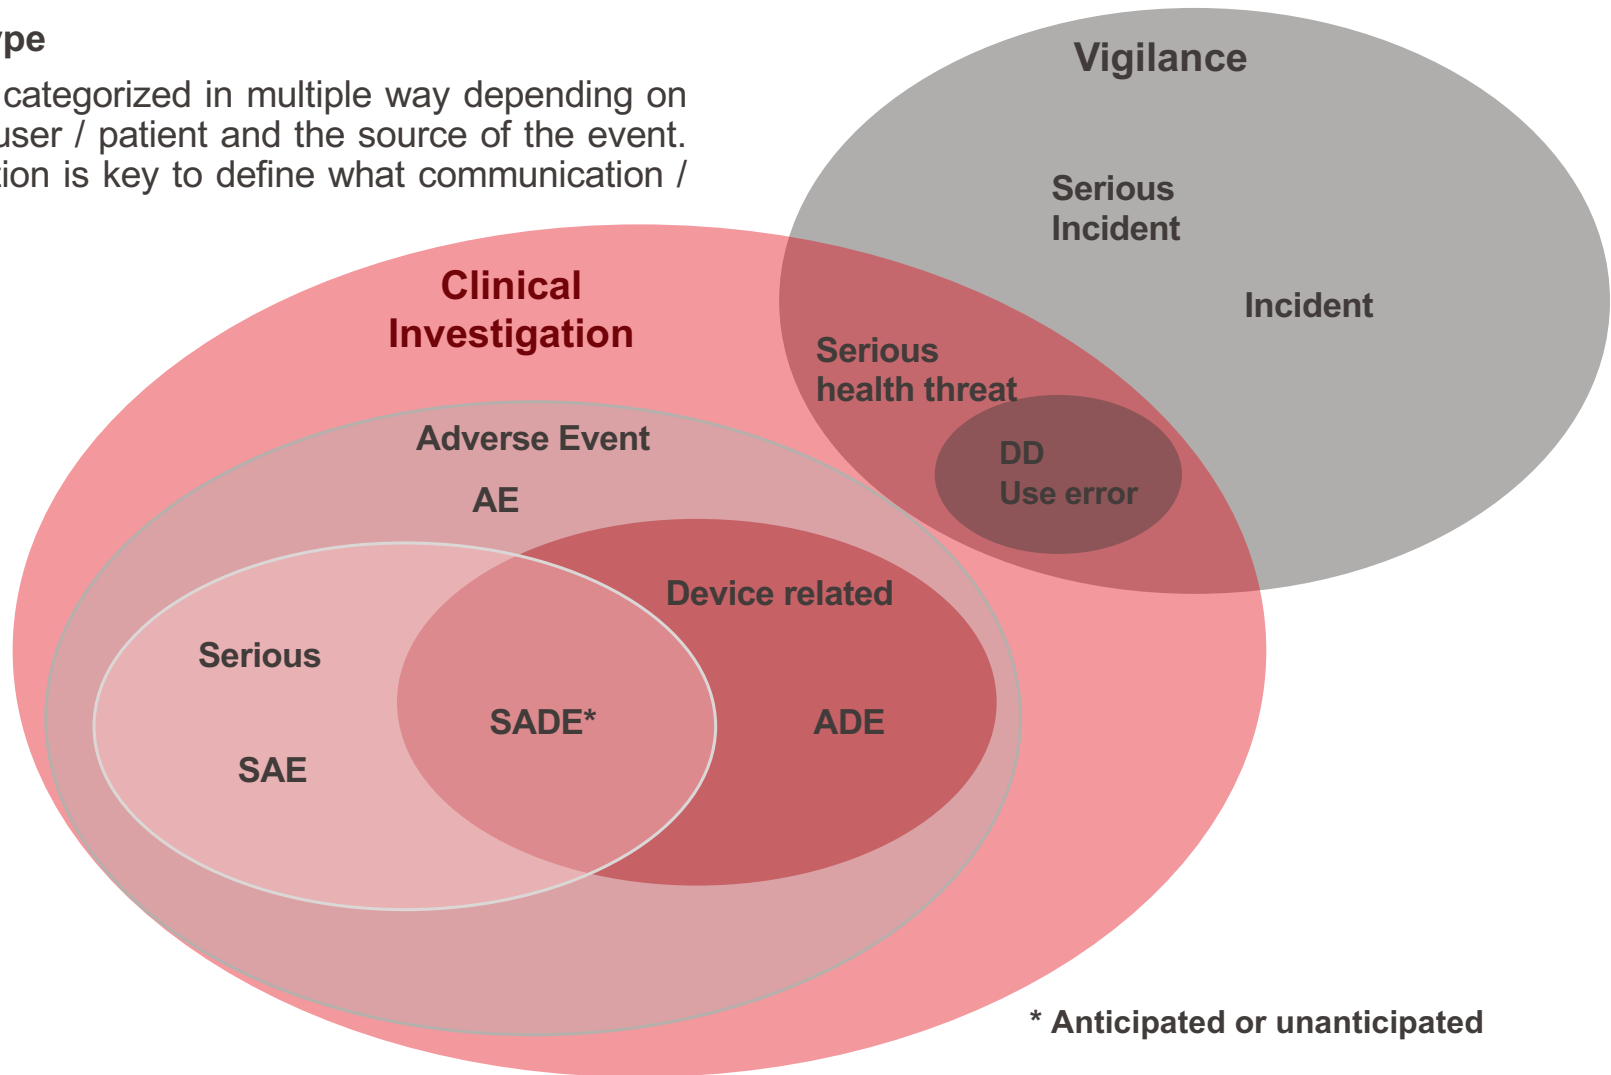 categorized in multiple way depending on
user / patient and the source of the event.
is key to define what communication /
Vigilance
Serious
Incident
Incident
Clinical
Investigation
Serious
health threat
DD
Use error
Adverse Event
AE
Device related
Serious
SADE*
ADE
SAE
* Anticipated or unanticipated